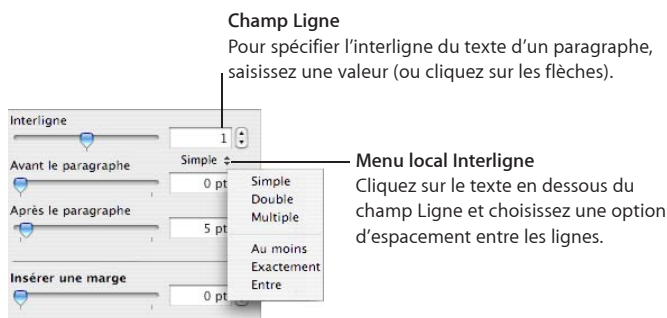 Champ Ligne
Pour spécifier l’interligne du texte d’un paragraphe,
saisissez une valeur (ou cliquez sur les flèches).
Interligne
1
Simple
Avant le paragraphe
0 pt
Après le paragraphe
5 pt
Insérer une marge
0 pt
Simple
Double
Multiple
Au moins
Exactement
Entre
Menu local Interligne
Cliquez sur le texte en dessous du
champ Ligne et choisissez une option
d’espacement entre les lignes.